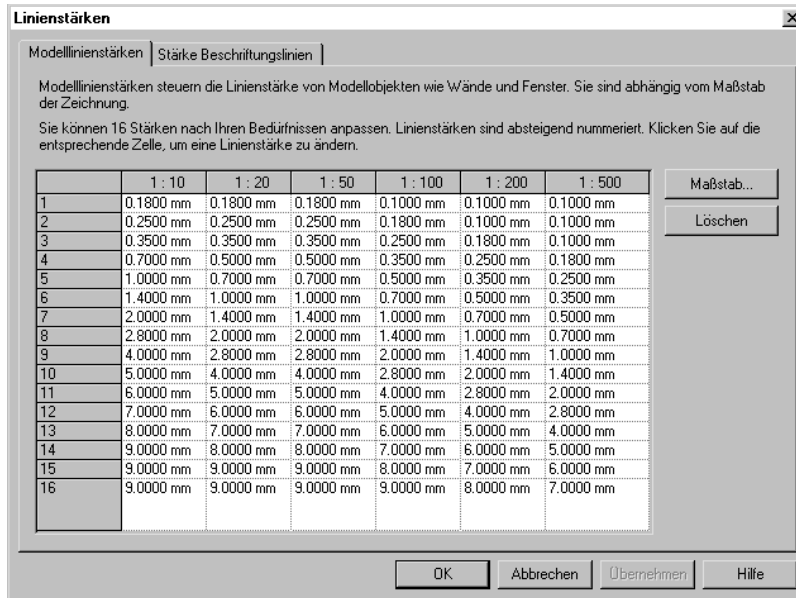 Linienstärken
Modelllinienstärken Stärke Beschriftungslinien
Modelllinienstärken steuern die Linienstärke von Modellobjekten wie Wände und Fenster. Sie sind abhängig vom Maßstab
der Zeichnung.
Sie können 16 Stärken nach Ihren Bedürfnissen anpassen. Linienstärken sind absteigend nummeriert. Klicken Sie auf die
entsprechende Zelle, um eine Linienstärke zu ändern.
1 : 10 1 : 20 1 : 50 1 : 100 1 : 200 1 : 500
1 0.1800 mm 0.1800 mm 0.1800 mm 0.1000 mm 0.1000 mm 0.1000 mm
2 0.2500 mm 0.2500 mm 0.2500 mm 0.1800 mm 0.1000 mm 0.1000 mm
3 0.3500 mm 0.3500 mm 0.3500 mm 0.2500 mm 0.1800 mm 0.1000 mm
4 0.7000 mm 0.5000 mm 0.5000 mm 0.3500 mm 0.2500 mm 0.1800 mm
5 1.0000 mm 0.7000 mm 0.7000 mm 0.5000 mm 0.3500 mm 0.2500 mm
6 1.4000 mm 1.0000 mm 1.0000 mm 0.7000 mm 0.5000 mm 0.3500 mm
7 2.0000 mm 1.4000 mm 1.4000 mm 1.0000 mm 0.7000 mm 0.5000 mm
8 2.8000 mm 2.0000 mm 2.0000 mm 1.4000 mm 1.0000 mm 0.7000 mm
9 4.0000 mm 2.8000 mm 2.8000 mm 2.0000 mm 1.4000 mm 1.0000 mm
10 5.0000 mm 4.0000 mm 4.0000 mm 2.8000 mm 2.0000 mm 1.4000 mm
11 6.0000 mm 5.0000 mm 5.0000 mm 4.0000 mm 2.8000 mm 2.0000 mm
12 7.0000 mm 6.0000 mm 6.0000 mm 5.0000 mm 4.0000 mm 2.8000 mm
13 8.0000 mm 7.0000 mm 7.0000 mm 6.0000 mm 5.0000 mm 4.0000 mm
14 9.0000 mm 8.0000 mm 8.0000 mm 7.0000 mm 6.0000 mm 5.0000 mm
15 9.0000 mm 9.0000 mm 9.0000 mm 8.0000 mm 7.0000 mm 6.0000 mm
16 9.0000 mm 9.0000 mm 9.0000 mm 9.0000 mm 8.0000 mm 7.0000 mm
Maßstab...
Löschen
OK Abbrechen Übernehmen Hilfe